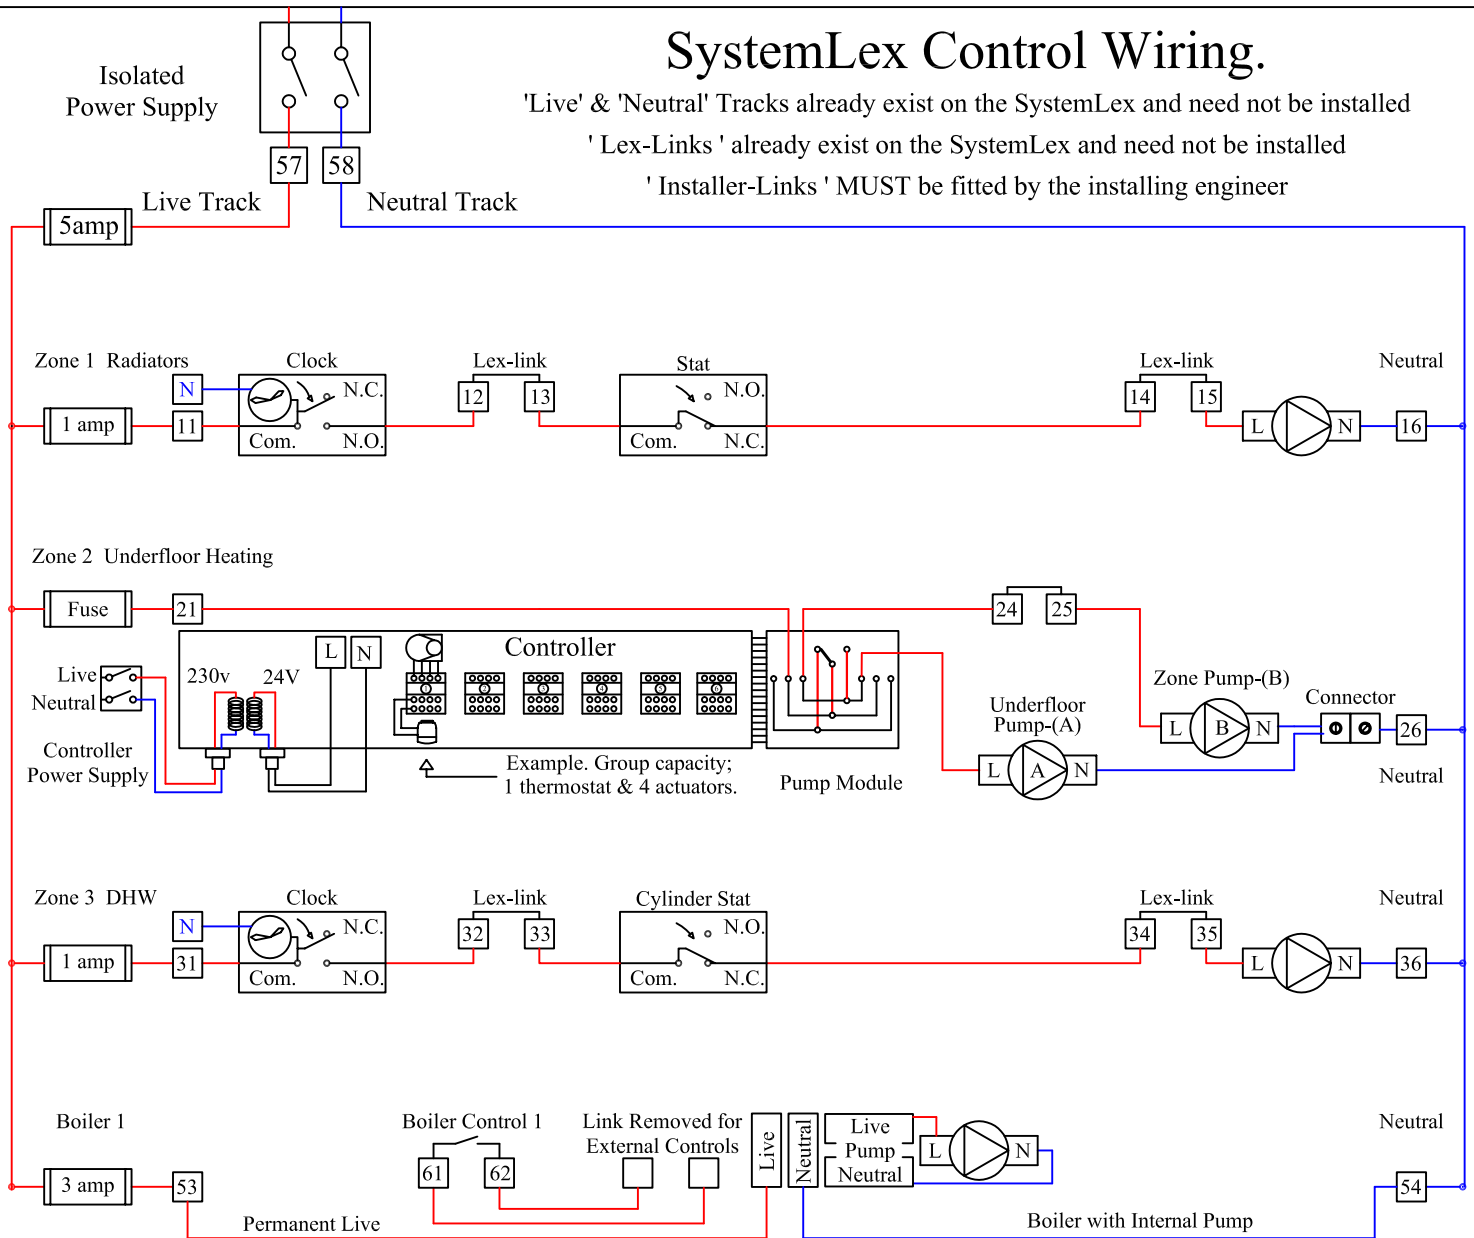 SystemLex Control Wiring.
'Live' & 'Neutral' Tracks already exist on the SystemLex and need not be installed
' Lex-Links ' already exist on the SystemLex and need not be installed
' Installer-Links ' MUST be fitted by the installing engineer
Isolated
Power Supply
57 58
Live Track Neutral Track
5amp
Zone 1 Radiators Clock Lex-link Stat Lex-link Neutral
N N.C. 12 13 N.O. 14 15
1 amp 11 Com. N.O. Com. N.C. L N 16
Zone 2 Underfloor Heating
Fuse 21 24 25
Controller
L N
Live 230v 24V
Neutral
1 2 3 4 5 6
Zone Pump-(B)
Connector
Underfloor
Pump-(A)
L B N 26
Controller
Power Supply
Example. Group capacity;
1 thermostat & 4 actuators.
Pump Module
L A N
Neutral
Zone 3 DHW Clock Lex-link Cylinder Stat Lex-link Neutral
N N.C. 32 33 N.O. 34 35
1 amp 31 Com. N.O. Com. N.C. L N 36
Boiler 1 Boiler Control 1 Link Removed for
External Controls
Live Neutral
Live
Pump
Neutral
L N
Neutral
3 amp 53 61 62 54
Permanent Live Boiler with Internal Pump